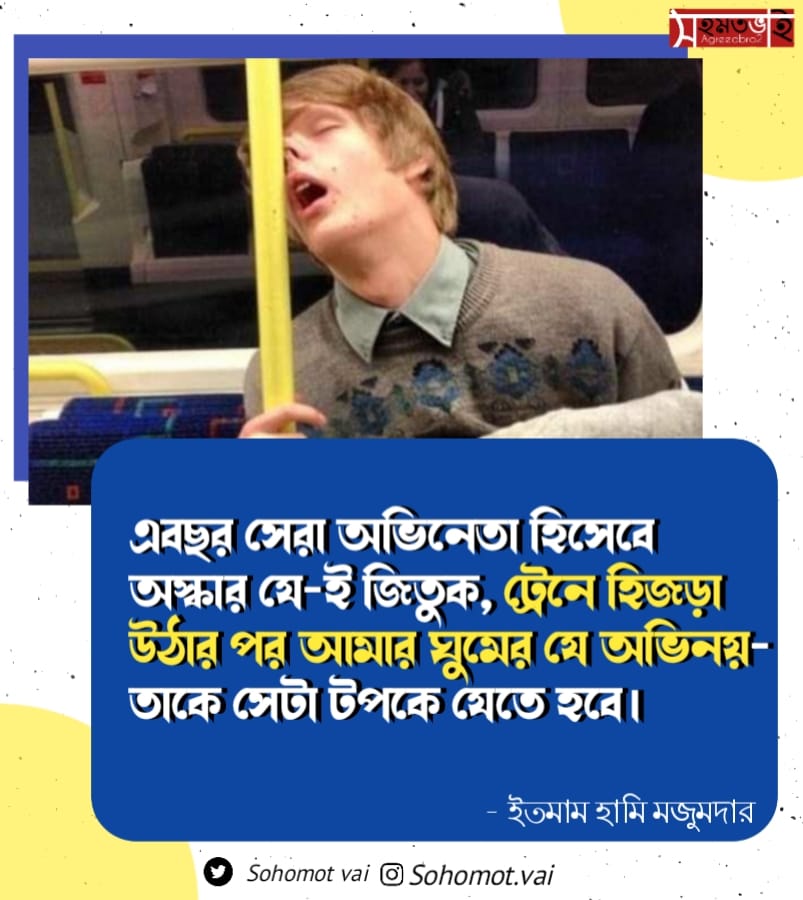 সহমতভাই
Agreeabro2
এবছর সেরা অভিনেতা হিসেবে
অস্কার যে-ই জিতুক, ট্রেনে হিজড়া
উঠার পর আমার ঘুমের যে অভিনয়-
তাকে সেটা টপকে যেতে হবে।
- ইতমাম হামি মজুমদার
Sohomot vai Sohomot.vai